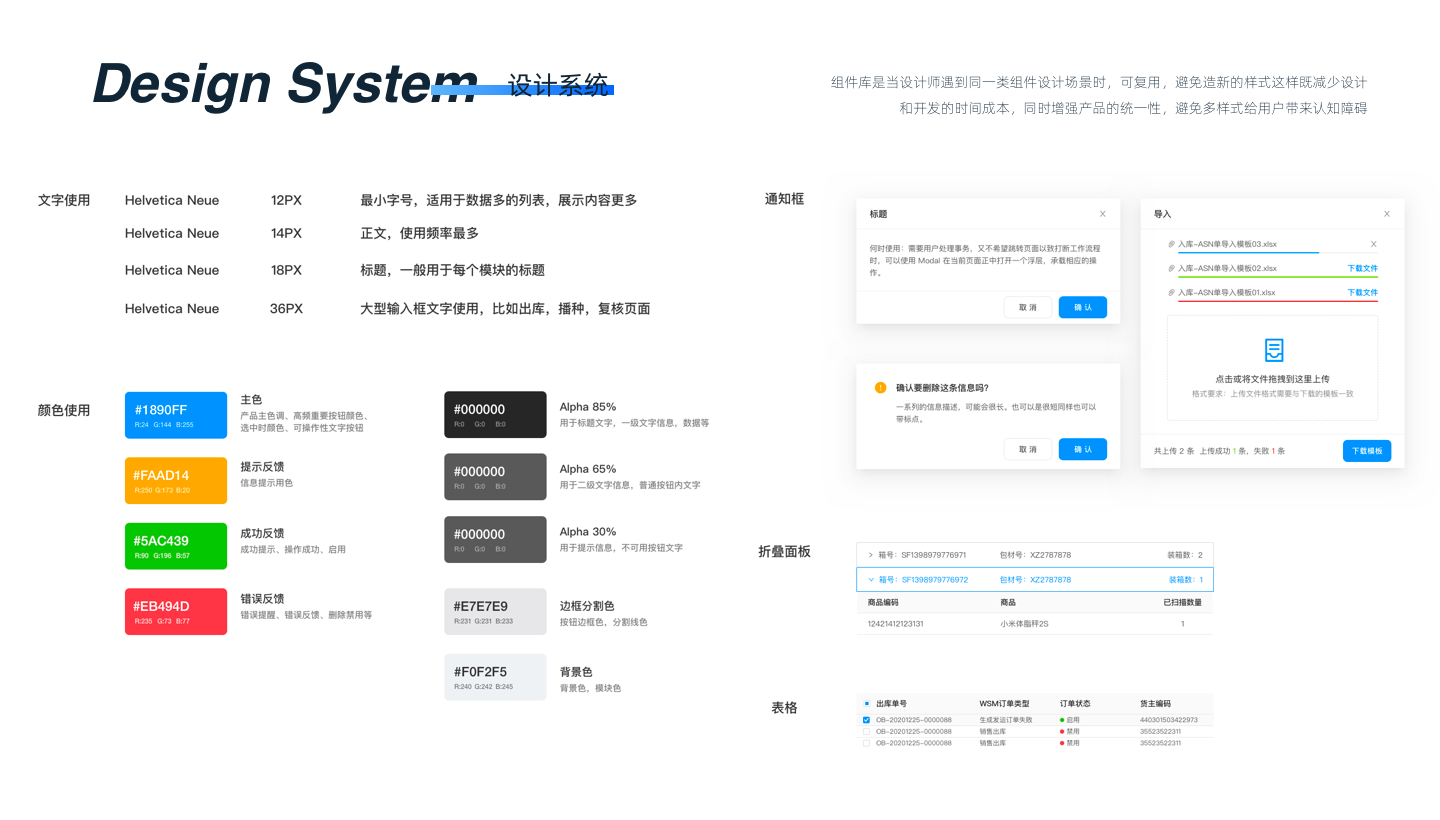 Design System 设计系统
组件库是当设计师遇到同一类组件设计场景时，可复用，避免造新的样式这样既减少设计
和开发的时间成本，同时增强产品的统一性，避免多样式给用户带来认知障碍
文字使用
Helvetica Neue 12PX 最小字号，适用于数据多的列表，展示内容更多
Helvetica Neue 14PX 正文，使用频率最多
Helvetica Neue 18PX 标题，一般用于每个模块的标题
Helvetica Neue 36PX 大型输入框文字使用，比如出库，播种，复核页面
颜色使用
#1890FF
R:24 G:144 B:255
主色
产品主色调、高频重要按钮颜色、
选中时颜色、可操作性文字按钮
#FAAD14
R:250 G:173 B:20
提示反馈
信息提示用色
#5AC439
R:90 G:196 B:57
成功反馈
成功提示、操作成功、启用
#EB494D
R:235 G:73 B:77
错误反馈
错误提醒、错误反馈、删除禁用等
#000000
R:0 G:0 B:0
Alpha 85%
用于标题文字，一级文字信息，数据等
#000000
R:0 G:0 B:0
Alpha 65%
用于二级文字信息，普通按钮内文字
#000000
R:0 G:0 B:0
Alpha 30%
用于提示信息，不可用按钮文字
#E7E7E9
R:231 G:231 B:233
边框分割色
按钮边框色，分割线色
#F0F2F5
R:240 G:242 B:245
背景色
背景色，模块色
通知框
标题
何时使用：需要用户处理事务，又不希望跳转页面以致打断工作流程
时，可以使用 Modal 在当前页面正中打开一个浮层，承载相应的操
作。
取 消 确 认
确认要删除这条信息吗?
一系列的信息描述，可能会很长。也可以是很短同样也可以
带标点。
取 消 确 认
导入
入库-ASN单导入模板03.xlsx
入库-ASN单导入模板02.xlsx 下载文件
入库-ASN单导入模板01.xlsx 下载文件
点击或将文件拖拽到这里上传
格式要求：上传文件格式需要与下载的模板一致
共上传 2 条 上传成功 1 条，失败 1 条 下载模板
折叠面板
箱号：SF1398979776971 包材号：XZ2787878 装箱数：2
箱号：SF1398979776972 包材号：XZ2787878 装箱数：1
商品编码 商品 已扫描数量
12421412123131 小米体脂秤2S 1
表格
出库单号 WSM订单类型 订单状态 货主编码
OB-20201225-0000088 生成发运订单失败 启用 440301503422973
OB-20201225-0000088 销售出库 禁用 35523522311
OB-20201225-0000088 销售出库 禁用 35523522311